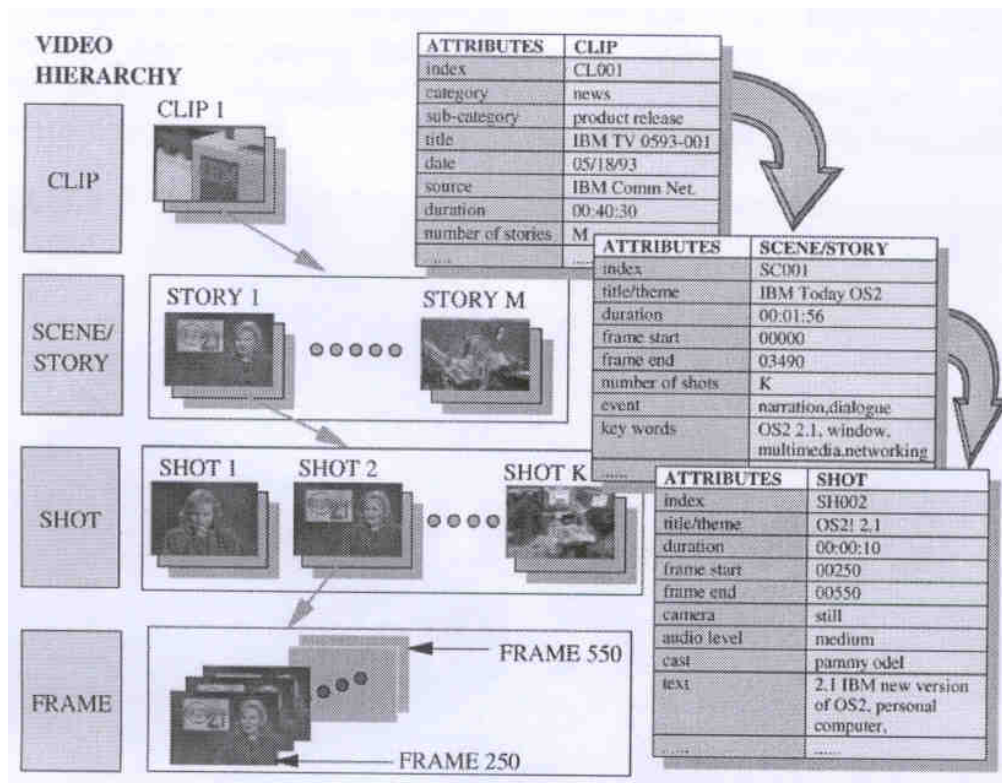 VIDEO
HIERARCHY
CLIP
CLIP 1
SCENE/
STORY
STORY 1
STORY M
SHOT
SHOT 1
SHOT 2
SHOT K
FRAME
FRAME 550
FRAME 250
ATTRIBUTES CLIP
index CL001
category news
sub-category product release
title IBM TV 0593-001
date 05/18/93
source IBM Comm Net.
duration 00:40:30
number of stories M
...... ......
ATTRIBUTES SCENE/STORY
index SC001
title/theme IBM Today OS2
duration 00:01:56
frame start 00000
frame end 03490
number of shots K
event narration,dialogue
key words OS2 2.1, window,
multimedia,networking
......
ATTRIBUTES SHOT
index SH002
title/theme OS2! 2.1
duration 00:00:10
frame start 00250
frame end 00550
camera still
audio level medium
cast pammy odel
text 2.1 IBM new version
of OS2, personal
computer,
...... ......